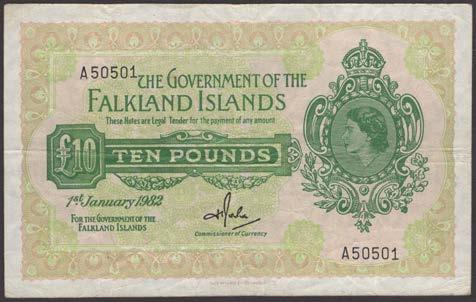 A50501
THE GOVERNMENT OF THE
FALKLAND ISLANDS
These Notes are Legal Tender for the payment of any amount
£10 TEN POUNDS
1st January 1982
FOR THE GOVERNMENT OF THE
FALKLAND ISLANDS
Commissioner of Currency
A50501